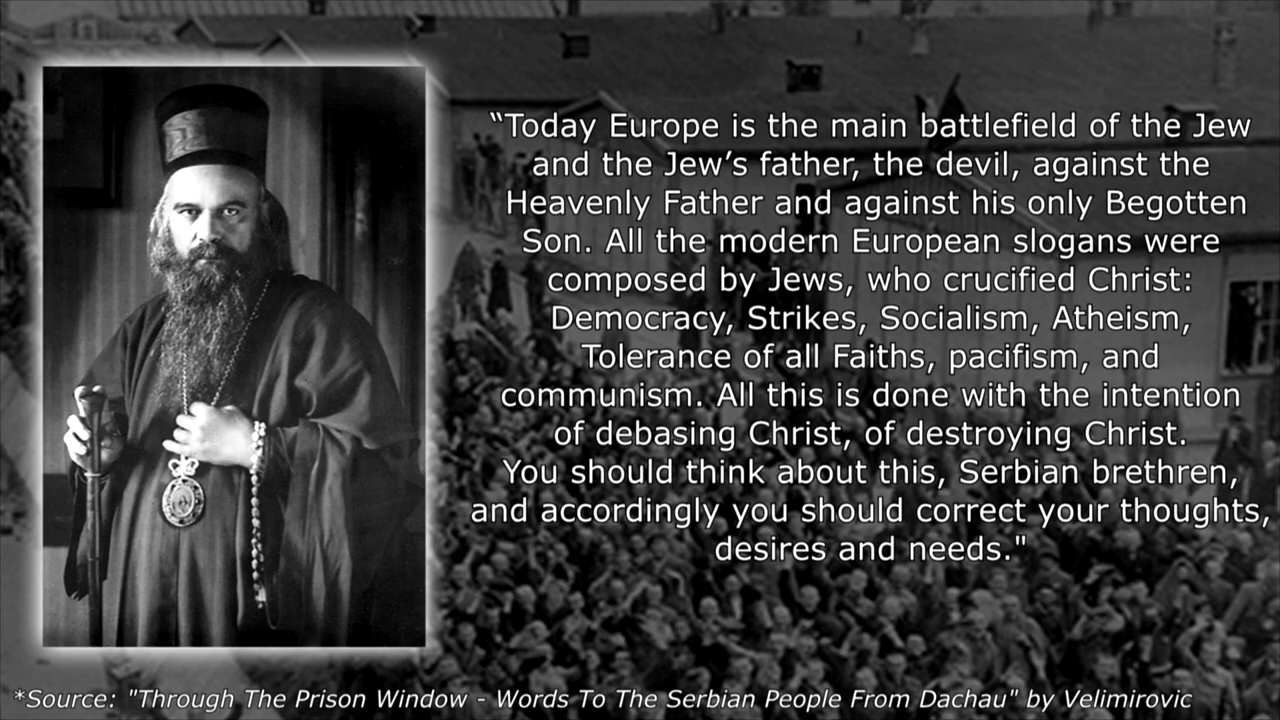 “Today Europe is the main battlefield of the Jew
and the Jew’s father, the devil, against the
Heavenly Father and against his only Begotten
Son. All the modern European slogans were
composed by Jews, who crucified Christ:
Democracy, Strikes, Socialism, Atheism,
Tolerance of all Faiths, pacifism, and
communism. All this is done with the intention
of debasing Christ, of destroying Christ.
You should think about this, Serbian brethren,
and accordingly you should correct your thoughts,
desires and needs."
*Source: "Through The Prison Window - Words To The Serbian People From Dachau" by Velimirovic